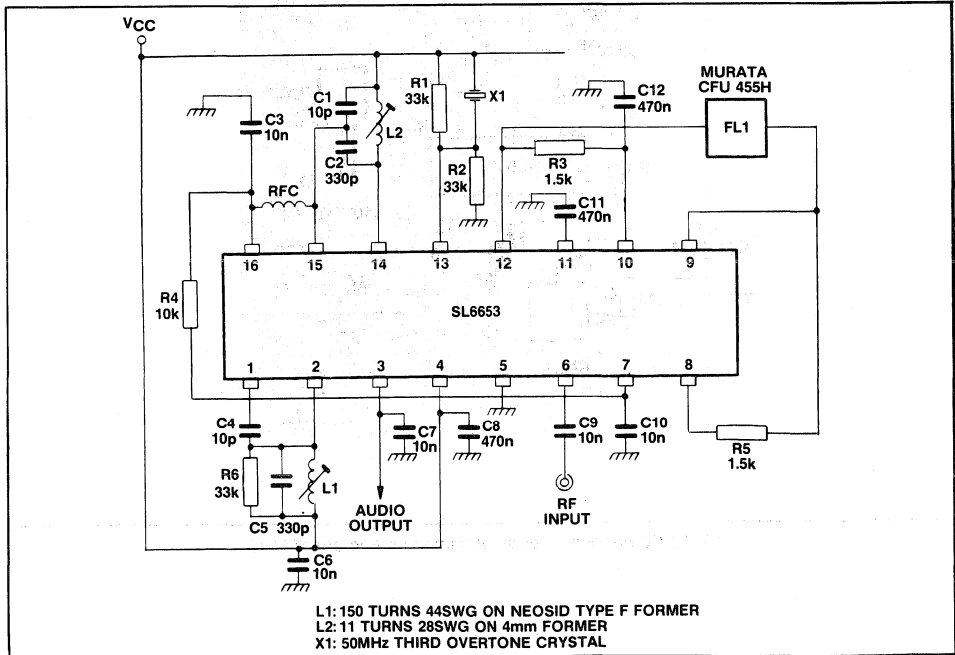 VCC
MURATA
CFU 455H
FL1
C12
470n
R1
33k
X1
C1
10p
L2
C3
10n
C2
330p
R2
33k
R3
1.5k
RFC
C11
470n
16
15
14
13
12
11
10
9
R4
10k
SL6653
1
2
3
4
5
6
7
8
C4
10p
C7
10n
C8
470n
C9
10n
C10
10n
R5
1.5k
R6
33k
L1
C5 330p
AUDIO
OUTPUT
RF
INPUT
C6
10n
L1: 150 TURNS 44SWG ON NEOSID TYPE F FORMER
L2: 11 TURNS 28SWG ON 4mm FORMER
X1: 50MHz THIRD OVERTONE CRYSTAL